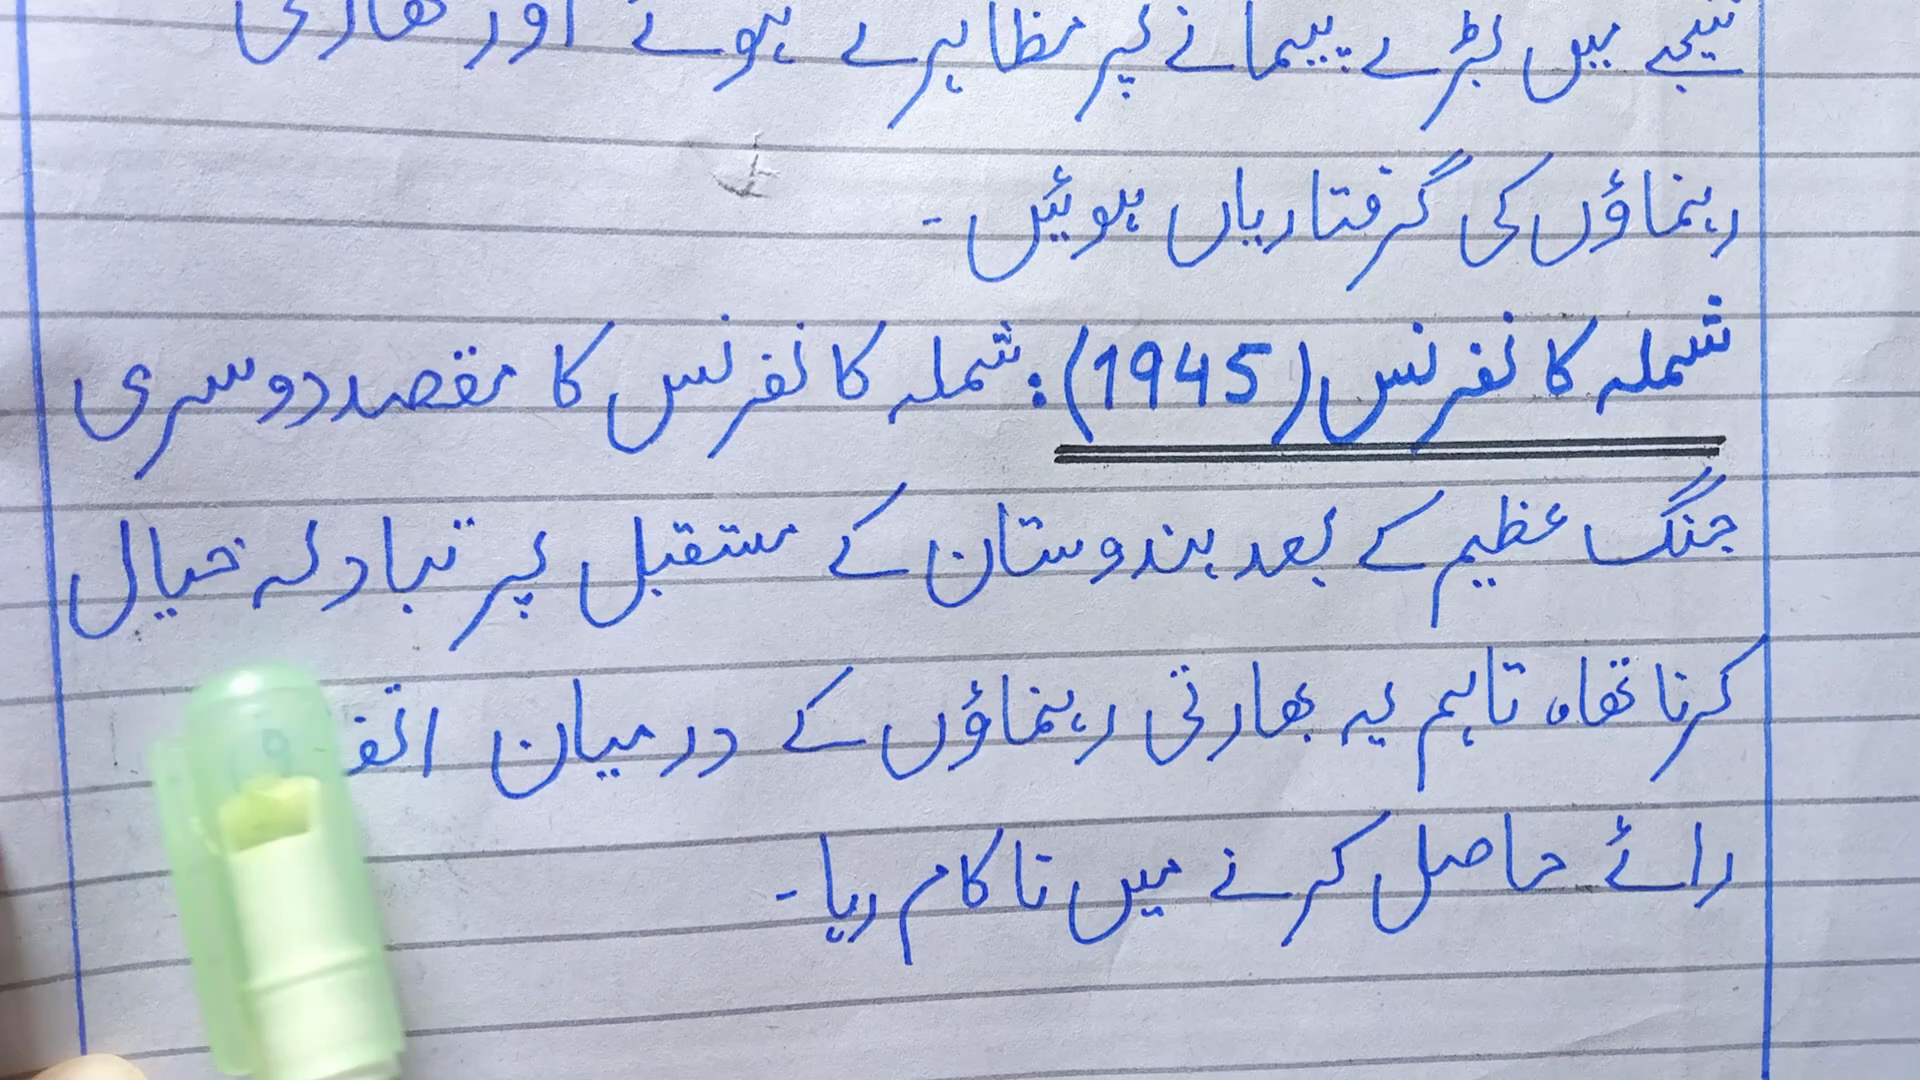 نتیجے میں بڑے پیمانے پر مظاہرے ہوئے اور
رہنماؤں کی گرفتاریاں ہوئیں۔
شملہ کانفرنس (1945): شملہ کانفرنس کا مقصد دوسری
جنگ عظیم کے بعد ہندوستان کے مستقبل پر تبادلہ خیال
کرنا تھا، تاہم یہ بھارتی رہنماؤں کے درمیان
رائے حاصل کرنے میں ناکام رہا۔